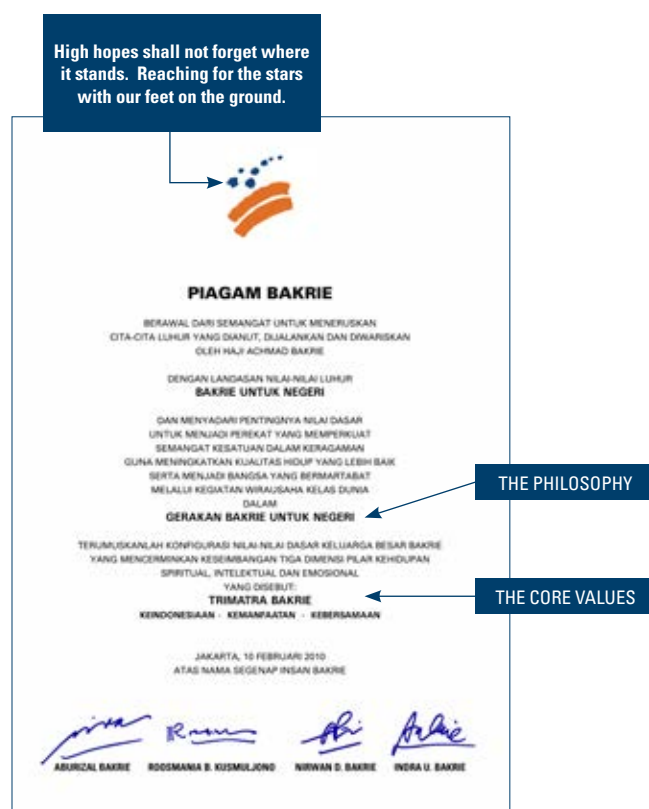 High hopes shall not forget where
it stands. Reaching for the stars
with our feet on the ground.
PIAGAM BAKRIE
BERAWAL DARI SEMANGAT UNTUK MENERUSKAN
CITA-CITA LUHUR YANG DIANUT, DIJALANKAN DAN DIWARISKAN
OLEH HAJI ACHMAD BAKRIE
DENGAN LANDASAN NILAI-NILAI LUHUR
BAKRIE UNTUK NEGERI
DAN MENYADARI PENTINGNYA NILAI DASAR
UNTUK MENJADI PEREKAT YANG MEMPERKUAT
SEMANGAT KESATUAN DALAM KERAGAMAN
GUNA MENINGKATKAN KUALITAS HIDUP YANG LEBIH BAIK
SERTA MENJADI BANGSA YANG BERMARTABAT
MELALUI KEGIATAN WIRAUSAHA KELAS DUNIA
DALAM
GERAKAN BAKRIE UNTUK NEGERI
THE PHILOSOPHY
TERUMUSKANLAH KONFIGURASI NILAI-NILAI DASAR KELUARGA BESAR BAKRIE
YANG MENCERMINKAN KESEIMBANGAN TIGA DIMENSI PILAR KEHIDUPAN
SPIRITUAL, INTELEKTUAL DAN EMOSIONAL
YANG DISEBUT:
TRIMATRA BAKRIE
THE CORE VALUES
KEINDONESIAAN - KEMANFAATAN - KEBERSAMAAN
JAKARTA, 10 FEBRUARI 2010
ATAS NAMA SEGENAP INSAN BAKRIE
ABURIZAL BAKRIE ROOSMANIA B. KUSMULJONO NIRWAN D. BAKRIE INDRA U. BAKRIE